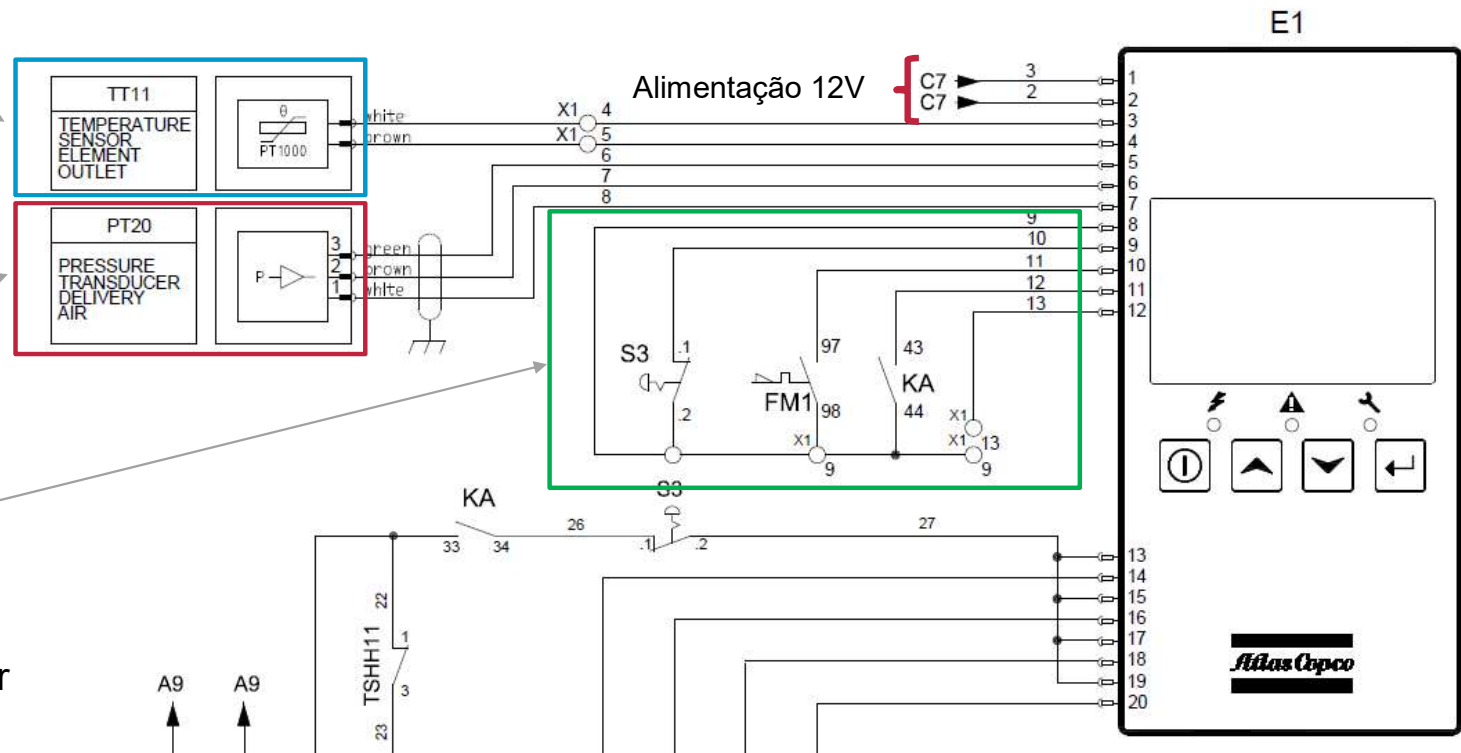 E1
TT11
TEMPERATURE
SENSOR
ELEMENT
OUTLET
θ
PT1000
white
brown
X1 4
X1 5
6
7
8
Alimentação 12V
C7
C7
3
2
PT20
PRESSURE
TRANSDUCER
DELIVERY
AIR
P
3 green
2 brown
1 white
9
10
11
12
13
1
2
3
4
5
6
7
8
9
10
11
12
S3
.1
.2
FM1
97
98
X1
9
KA
43
44
X1
X1 13
9
KA
33
34
26
S3
.1
.2
27
22
TSHH11
1
3
23
r
A9
A9
13
14
15
16
17
18
19
20
Atlas Copco